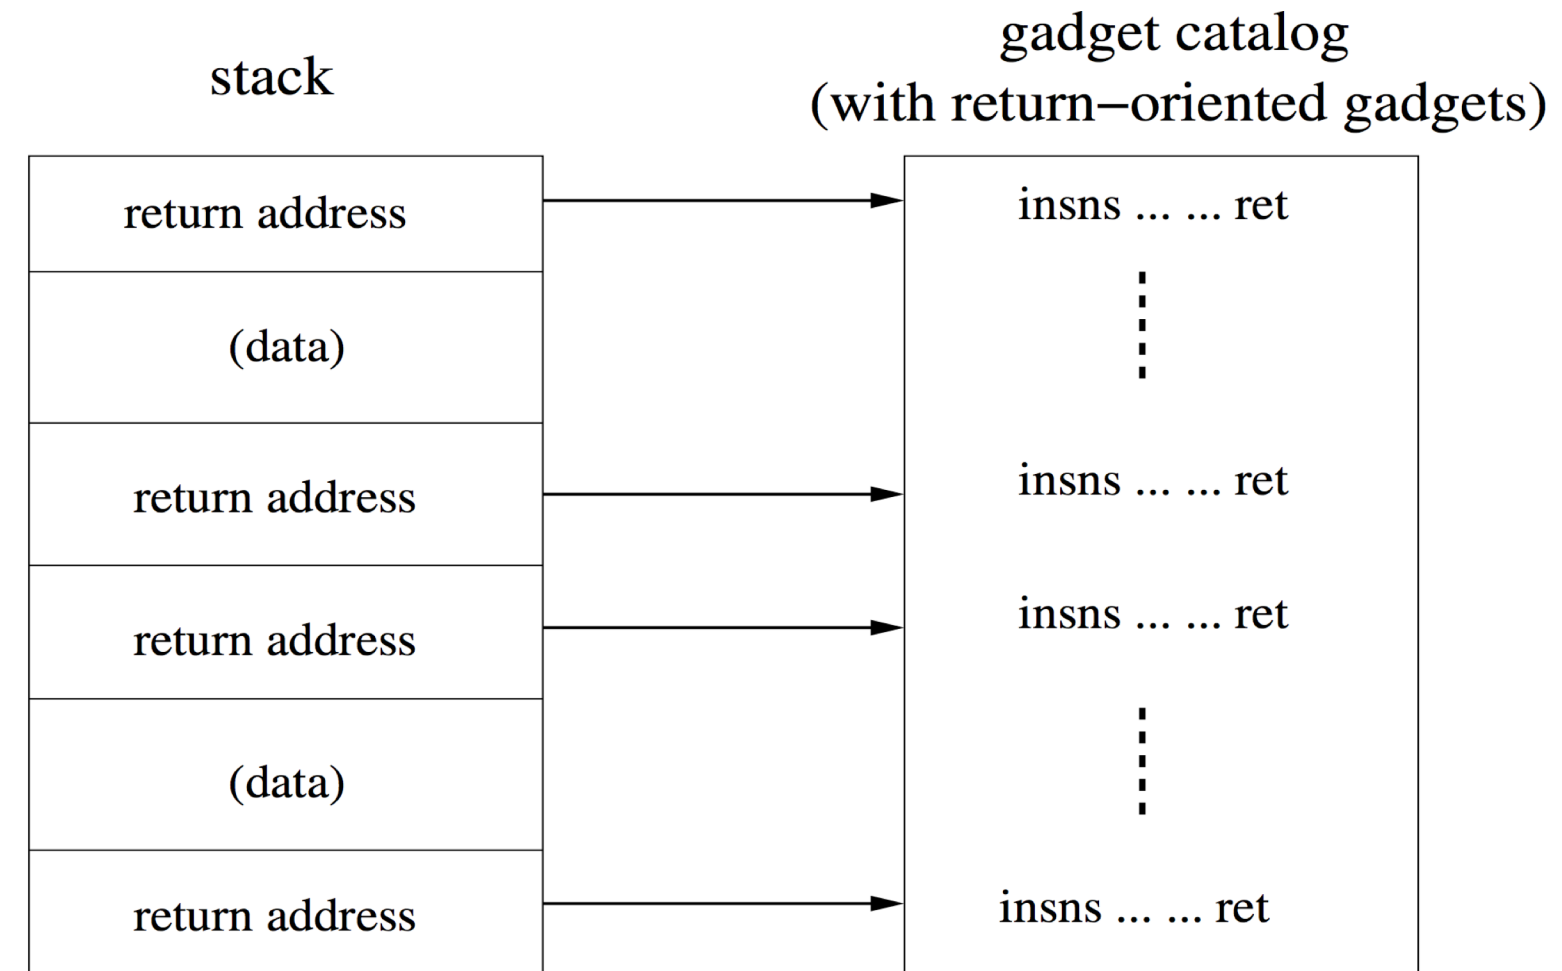 stack
gadget catalog
(with return−oriented gadgets)
return address
(data)
return address
return address
(data)
return address
insns ... ... ret
insns ... ... ret
insns ... ... ret
insns ... ... ret